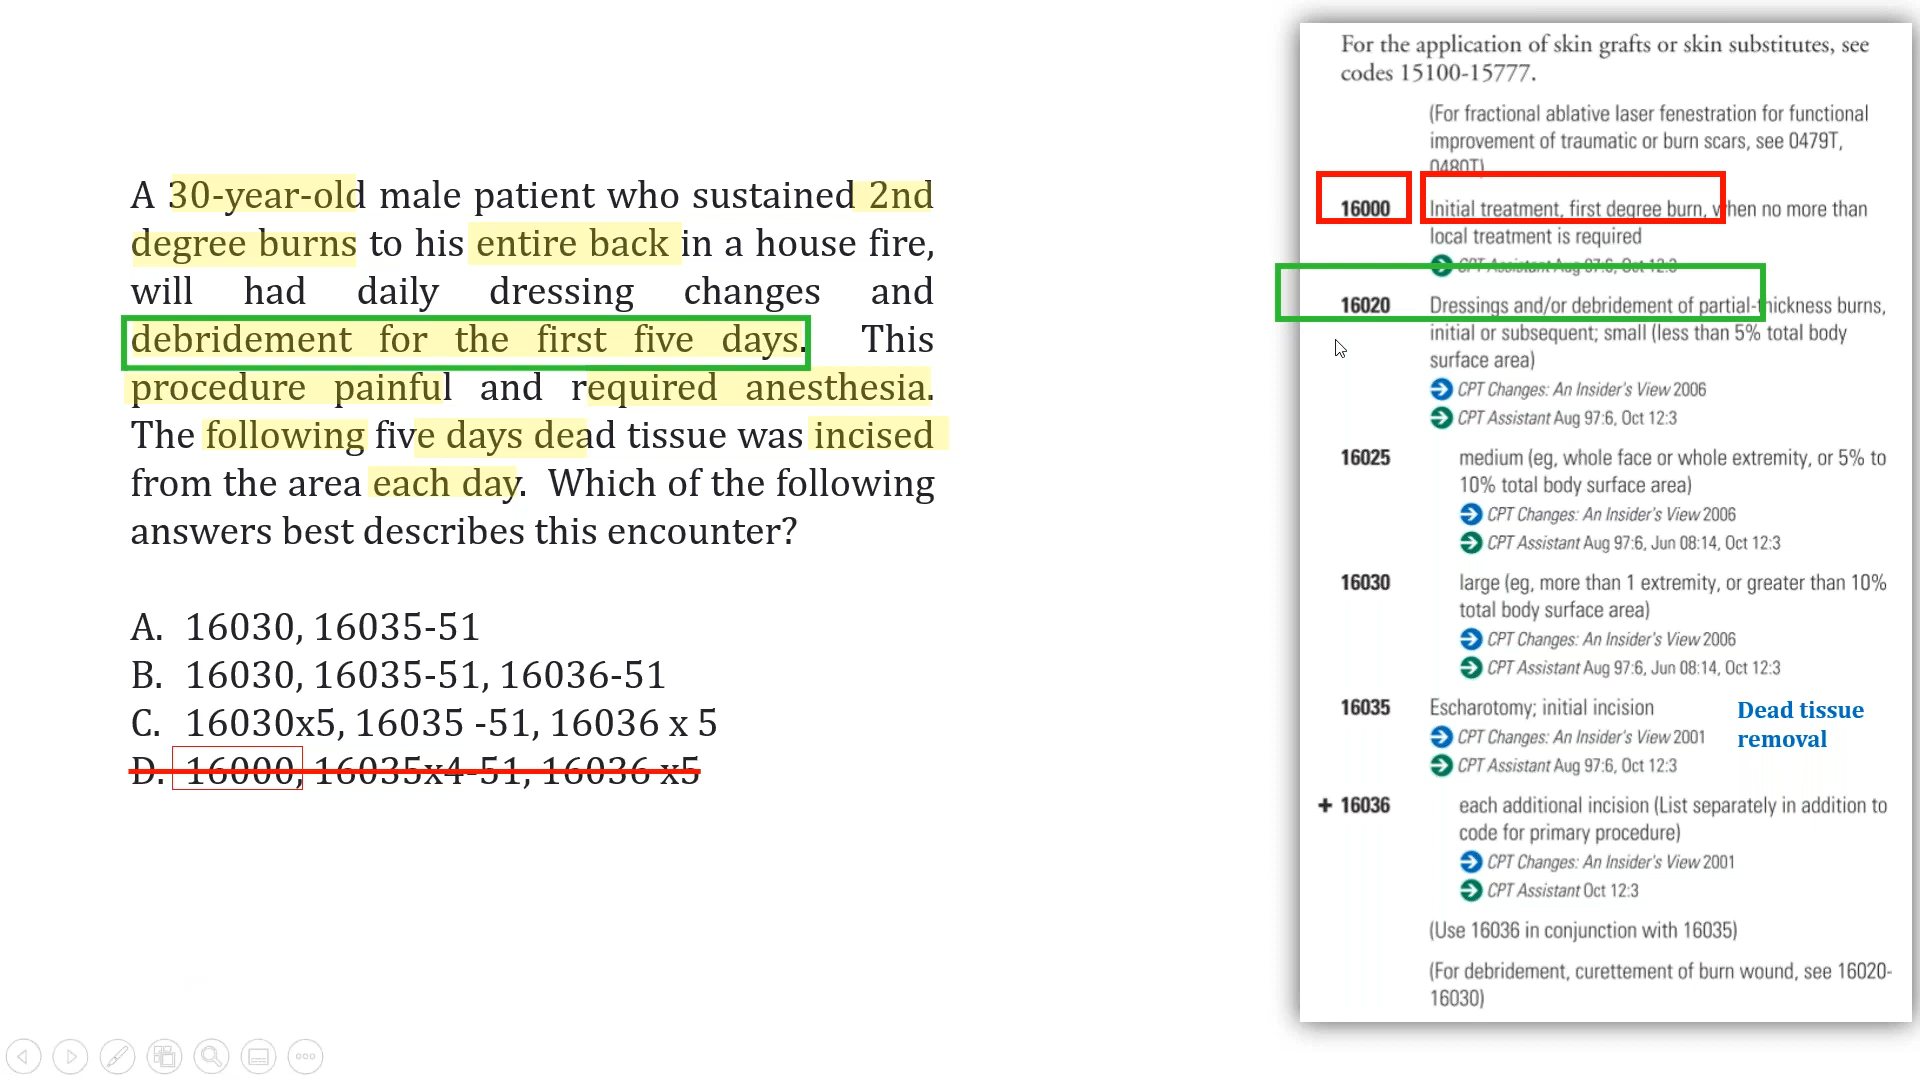 A 30-year-old male patient who sustained 2nd
degree burns to his entire back in a house fire,
will had daily dressing changes and
debridement for the first five days. This
procedure painful and required anesthesia.
The following five days dead tissue was incised
from the area each day. Which of the following
answers best describes this encounter?
A. 16030, 16035-51
B. 16030, 16035-51, 16036-51
C. 16030x5, 16035 -51, 16036 x 5
D. 16000, 16035x4-51, 16036 x5
For the application of skin grafts or skin substitutes, see
codes 15100-15777.
(For fractional ablative laser fenestration for functional
improvement of traumatic or burn scars, see 0479T,
0480T)
16000 Initial treatment, first degree burn, when no more than
local treatment is required
CPT Assistant Aug 97:6, Oct 12:3
16020 Dressings and/or debridement of partial-thickness burns,
initial or subsequent; small (less than 5% total body
surface area)
CPT Changes: An Insider's View 2006
CPT Assistant Aug 97:6, Oct 12:3
16025 medium (eg, whole face or whole extremity, or 5% to
10% total body surface area)
CPT Changes: An Insider's View 2006
CPT Assistant Aug 97:6, Jun 08:14, Oct 12:3
16030 large (eg, more than 1 extremity, or greater than 10%
total body surface area)
CPT Changes: An Insider's View 2006
CPT Assistant Aug 97:6, Jun 08:14, Oct 12:3
16035 Escharotomy; initial incision
CPT Changes: An Insider's View 2001
CPT Assistant Aug 97:6, Oct 12:3
Dead tissue
removal
+ 16036 each additional incision (List separately in addition to
code for primary procedure)
CPT Changes: An Insider's View 2001
CPT Assistant Oct 12:3
(Use 16036 in conjunction with 16035)
(For debridement, curettement of burn wound, see 16020-
16030)